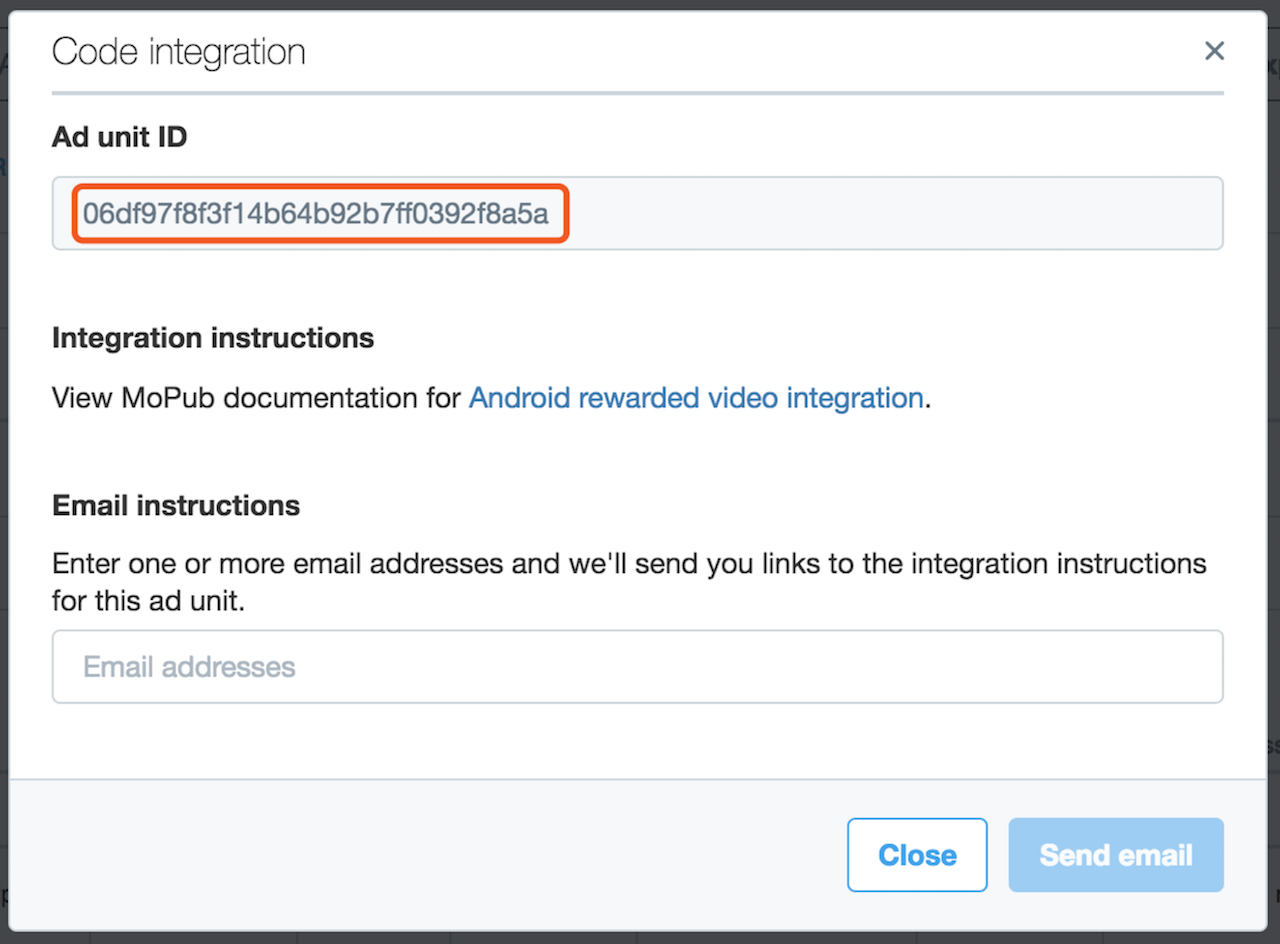 Code integration
Ad unit ID
06df97f8f3f14b64b92b7ff0392f8a5a
Integration instructions
View MoPub documentation for Android rewarded video integration.
Email instructions
Enter one or more email addresses and we'll send you links to the integration instructions
for this ad unit.
Email addresses
Close
Send email